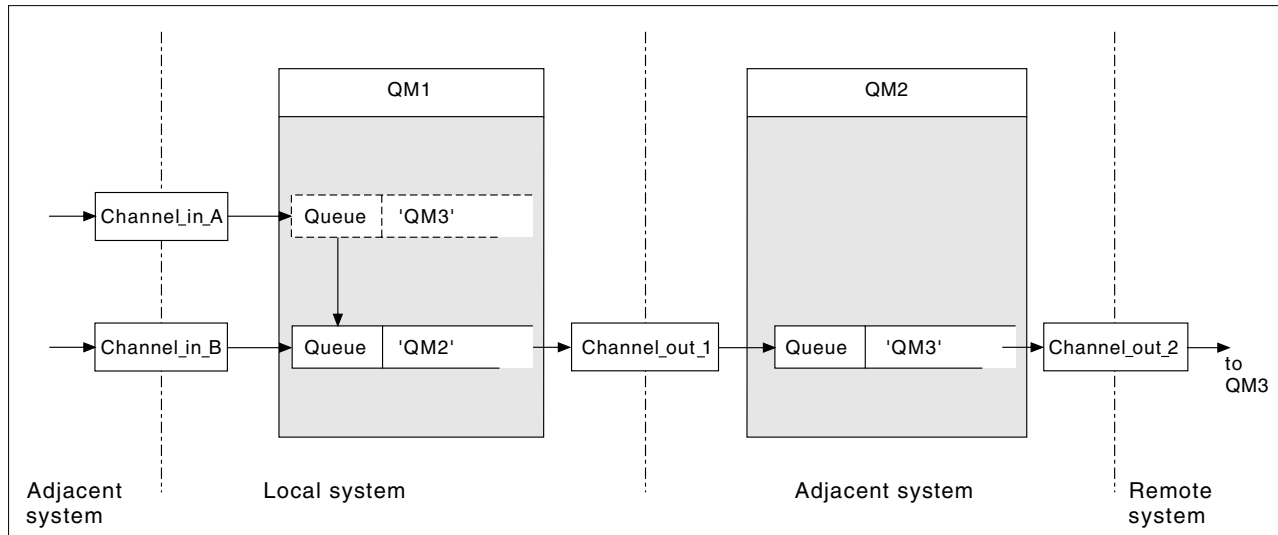 QM1
QM2
Channel_in_A
Queue
'QM3'
Channel_in_B
Queue
'QM2'
Channel_out_1
Queue
'QM3'
Channel_out_2
to
QM3
Adjacent
system
Local system
Adjacent system
Remote
system